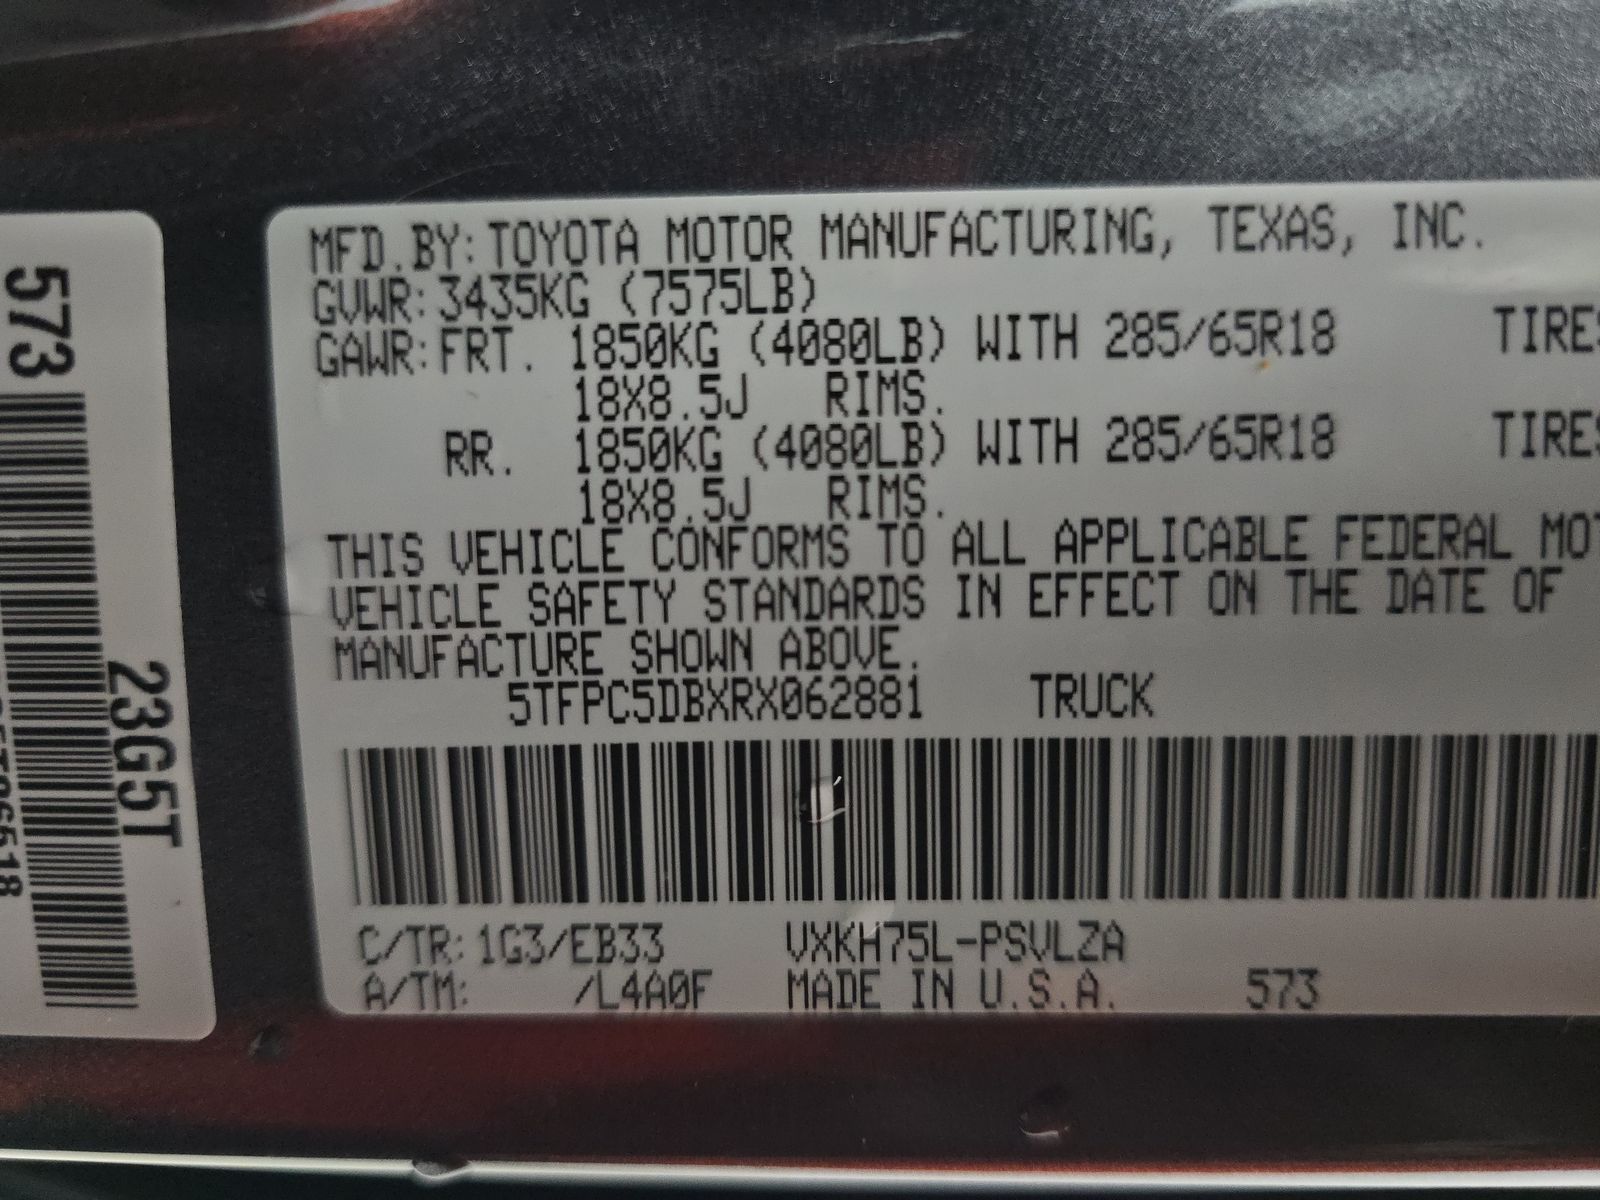 MFD.BY: TOYOTA MOTOR MANUFACTURING, TEXAS, INC.
GVWR: 3435KG (7575LB)
GAWR: FRT. 1850KG (4080LB) WITH 285/65R18 TIRES
18X8.5J RIMS.
RR. 1850KG (4080LB) WITH 285/65R18 TIRES
18X8.5J RIMS.
THIS VEHICLE CONFORMS TO ALL APPLICABLE FEDERAL MOT
VEHICLE SAFETY STANDARDS IN EFFECT ON THE DATE OF
MANUFACTURE SHOWN ABOVE.
5TFPC5DBXRX062881 TRUCK
C/TR: 1G3/EB33 VXKH75L-PSVLZA
A/TM: /L4A0F MADE IN U.S.A. 573
573
23G5T